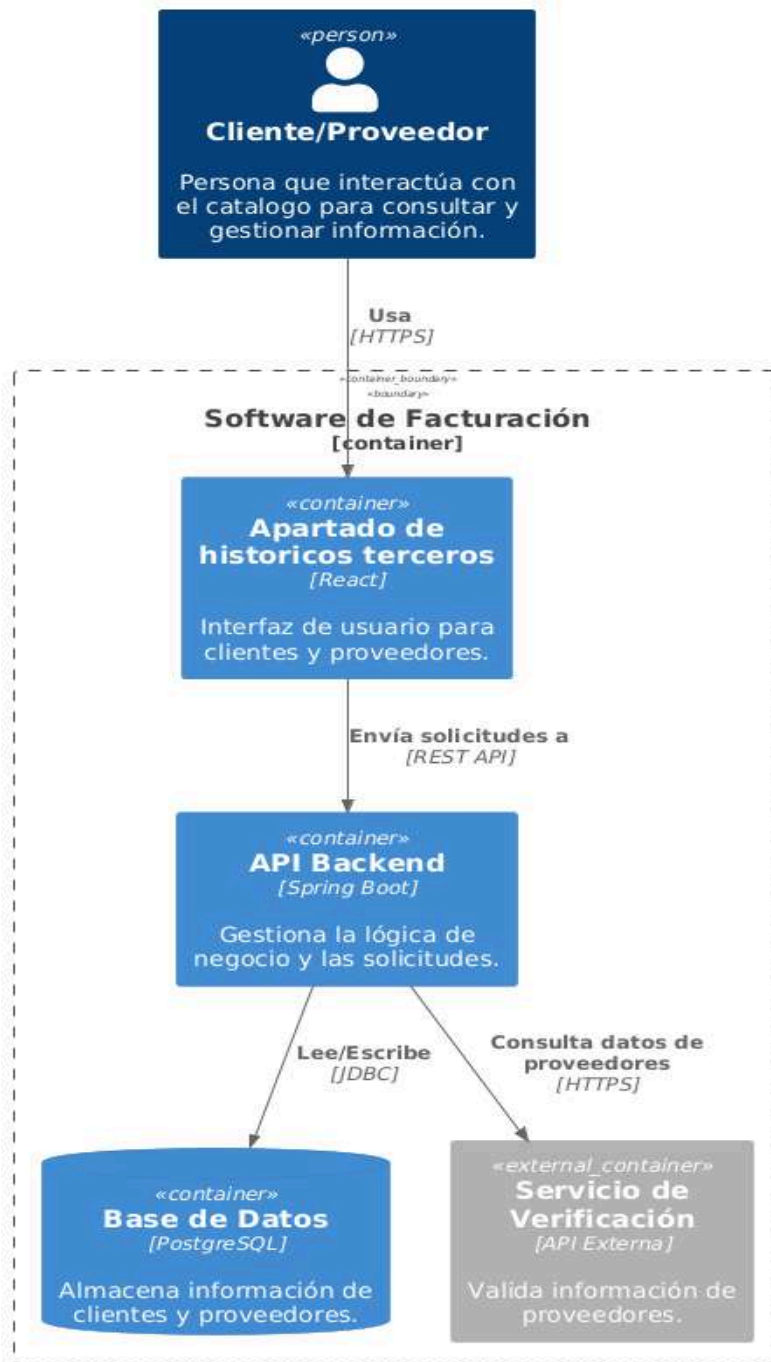 «person»
Cliente/Proveedor
Persona que interactúa con
el catalogo para consultar y
gestionar información.
Usa
[HTTPS]
«container_boundary»
«boundary»
Software de Facturación
[container]
«container»
Apartado de
historicos terceros
[React]
Interfaz de usuario para
clientes y proveedores.
Envía solicitudes a
[REST API]
«container»
API Backend
[Spring Boot]
Gestiona la lógica de
negocio y las solicitudes.
Lee/Escribe
[JDBC]
Consulta datos de
proveedores
[HTTPS]
«container»
Base de Datos
[PostgreSQL]
Almacena información de
clientes y proveedores.
«external_container»
Servicio de
Verificación
[API Externa]
Valida información de
proveedores.